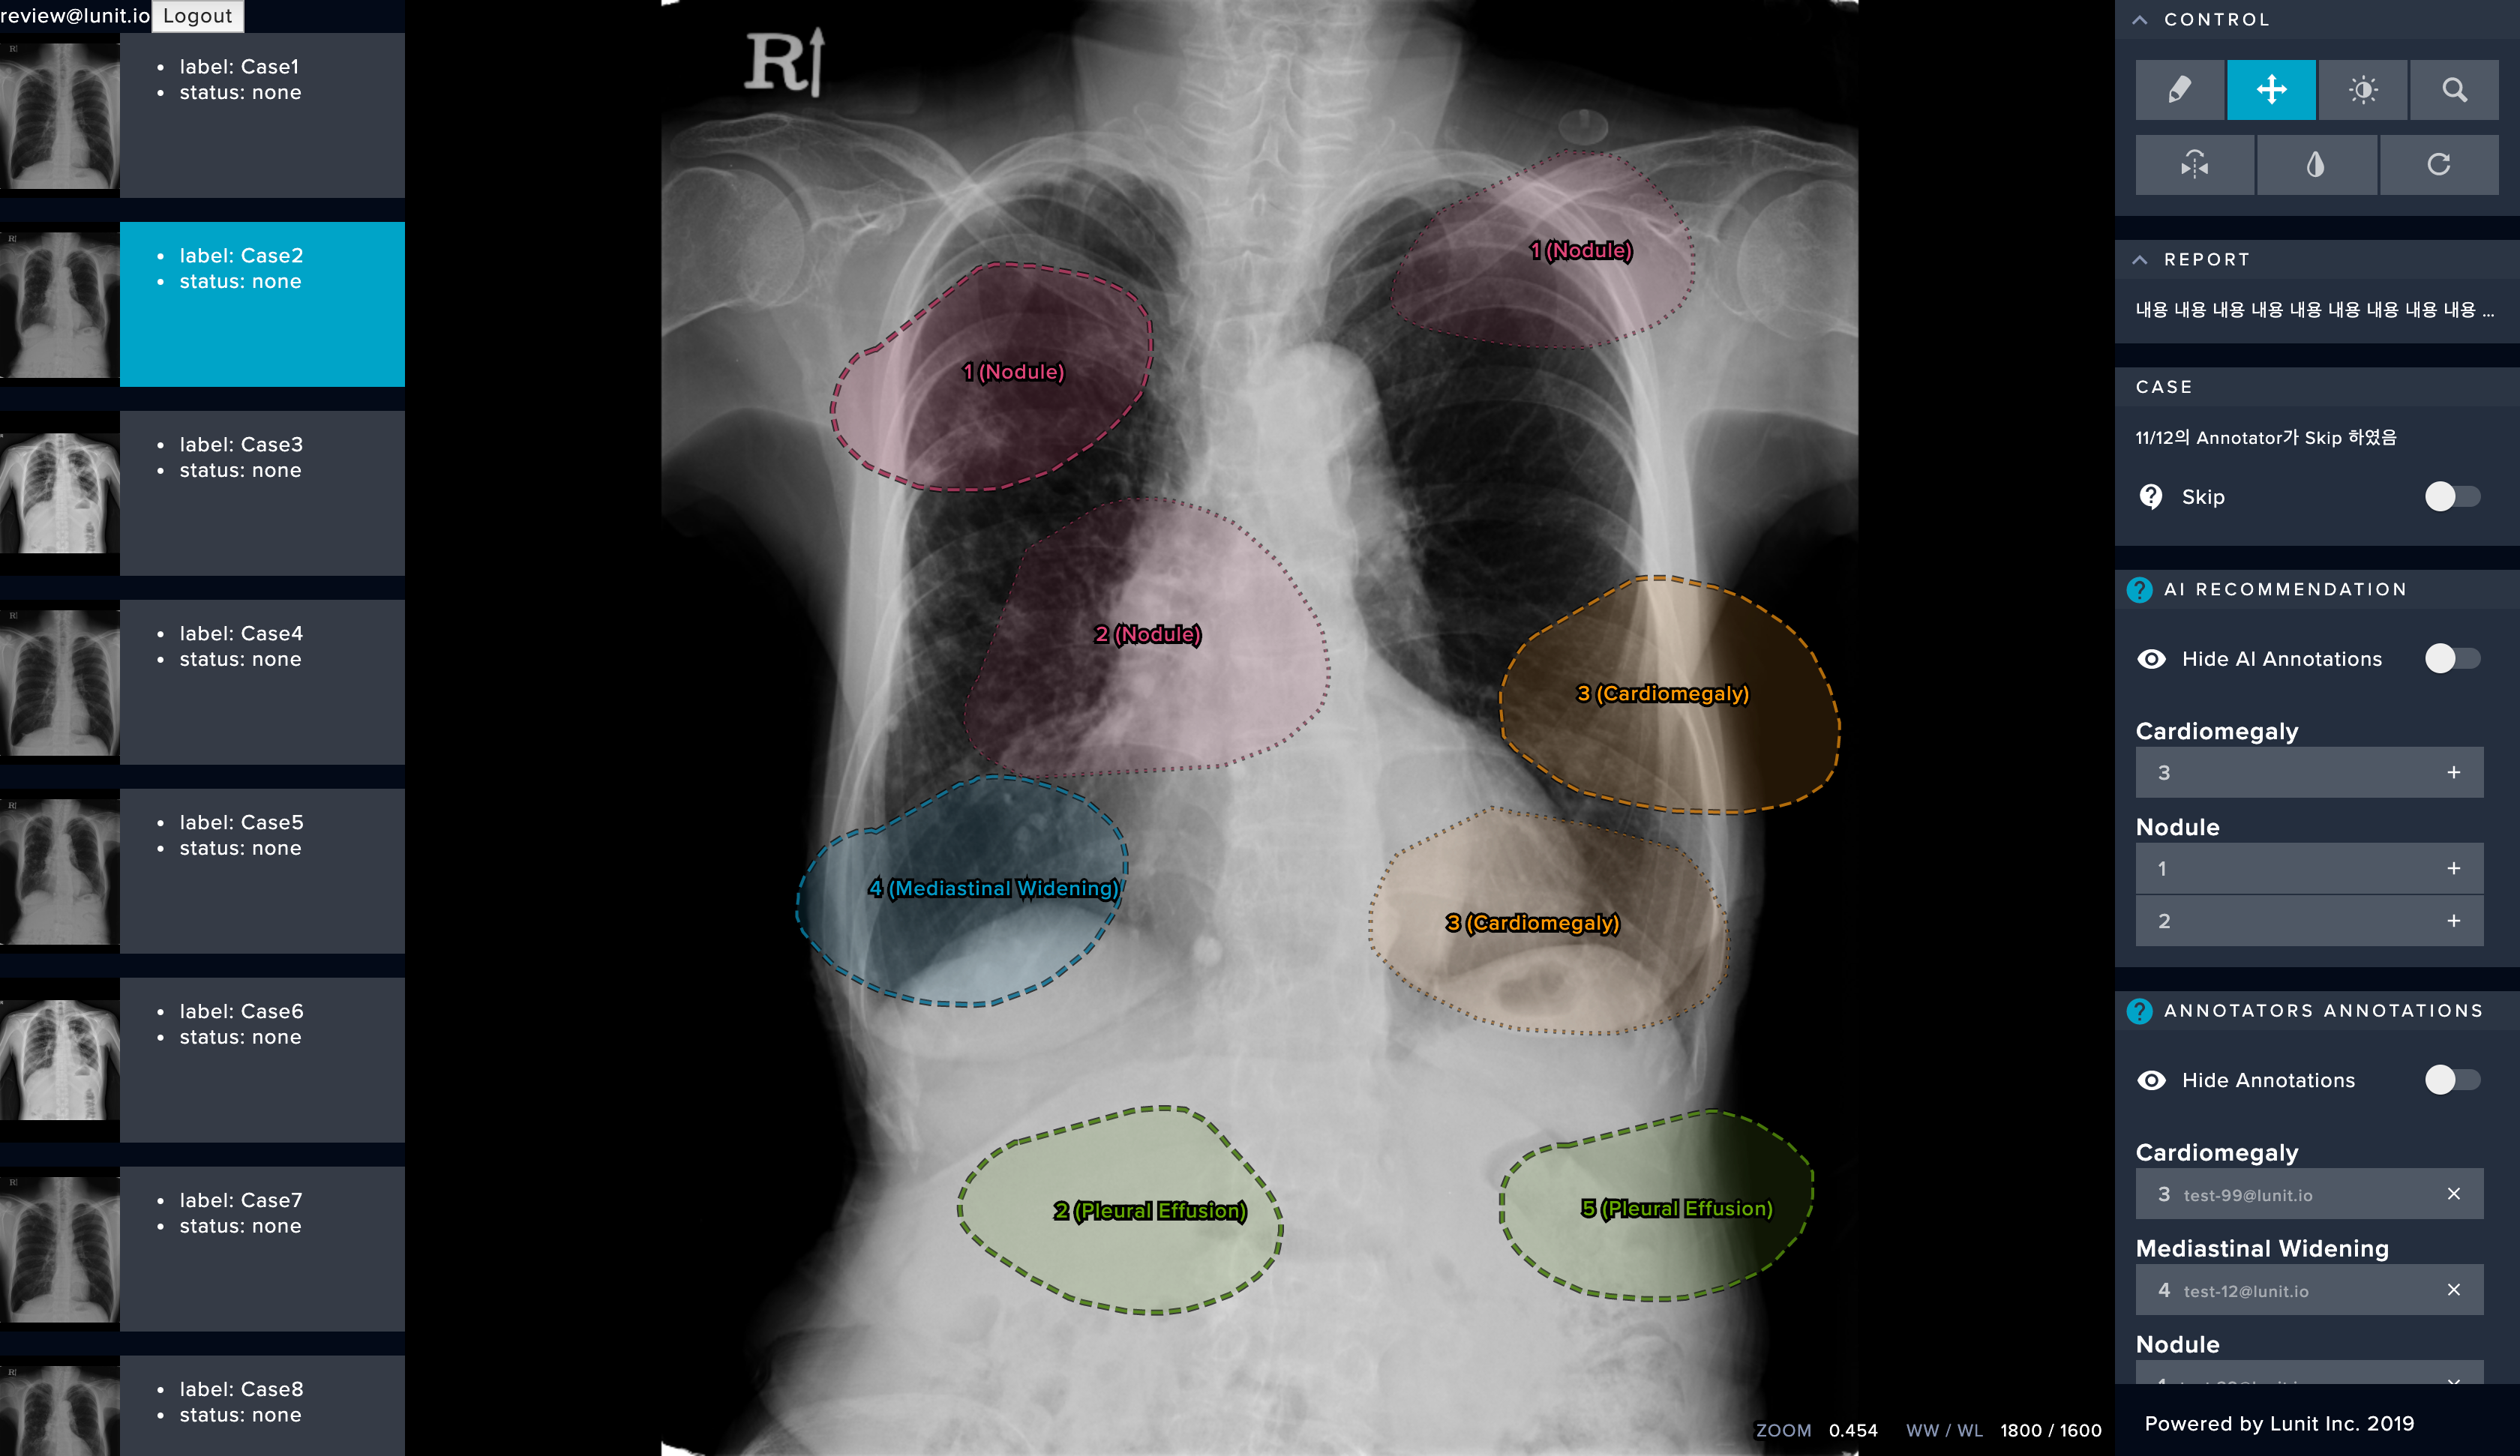 review@lunit.io Logout
label: Case1
status: none
label: Case2
status: none
label: Case3
status: none
label: Case4
status: none
label: Case5
status: none
label: Case6
status: none
label: Case7
status: none
label: Case8
status: none
R
1 (Nodule)
1 (Nodule)
2 (Nodule)
3 (Cardiomegaly)
4 (Mediastinal Widening)
3 (Cardiomegaly)
2 (Pleural Effusion)
5 (Pleural Effusion)
ZOOM 0.454 WW / WL 1800 / 1600
CONTROL
REPORT
내용 내용 내용 내용 내용 내용 내용 내용 내용 ...
CASE
11/12의 Annotator가 Skip 하였음
Skip
AI RECOMMENDATION
Hide AI Annotations
Cardiomegaly
3 +
Nodule
1 +
2 +
ANNOTATORS ANNOTATIONS
Hide Annotations
Cardiomegaly
3 test-99@lunit.io ×
Mediastinal Widening
4 test-12@lunit.io ×
Nodule
Powered by Lunit Inc. 2019